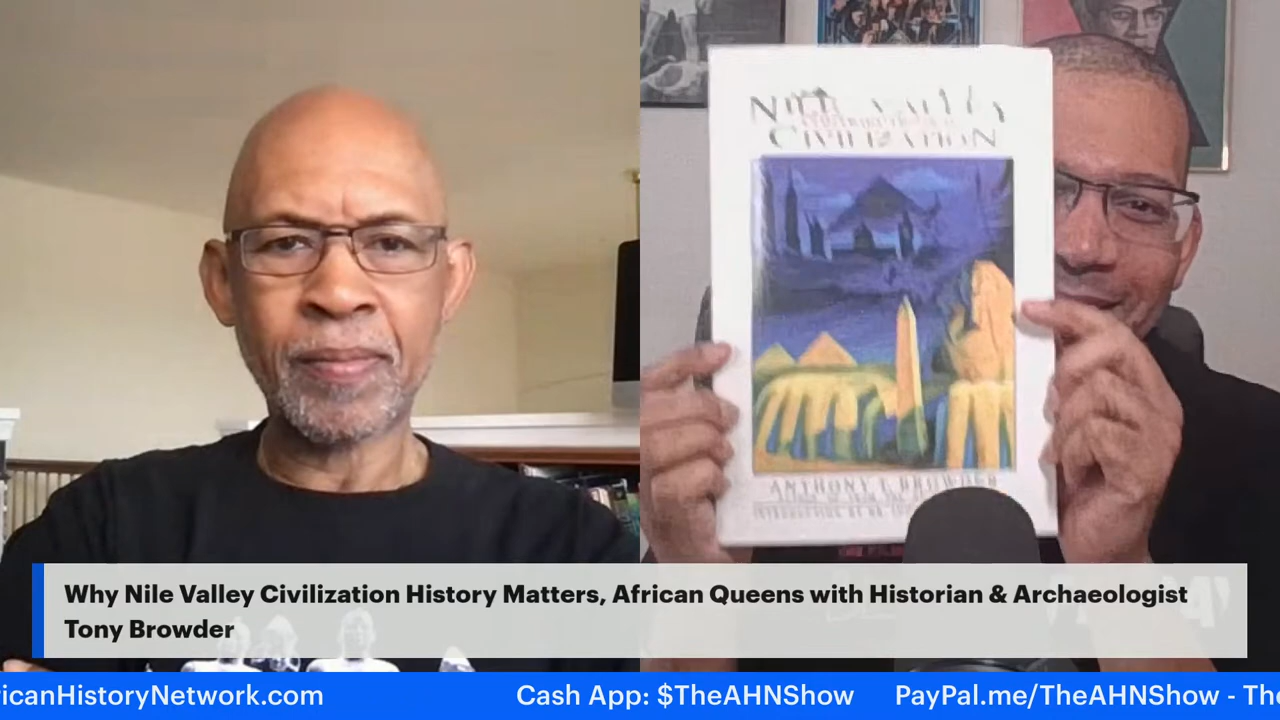 NILE VALLEY
CIVILIZATION
ANTHONY T. BROWDER
Why Nile Valley Civilization History Matters, African Queens with Historian & Archaeologist
Tony Browder
ricanHistoryNetwork.com Cash App: $TheAHNShow PayPal.me/TheAHNShow - The